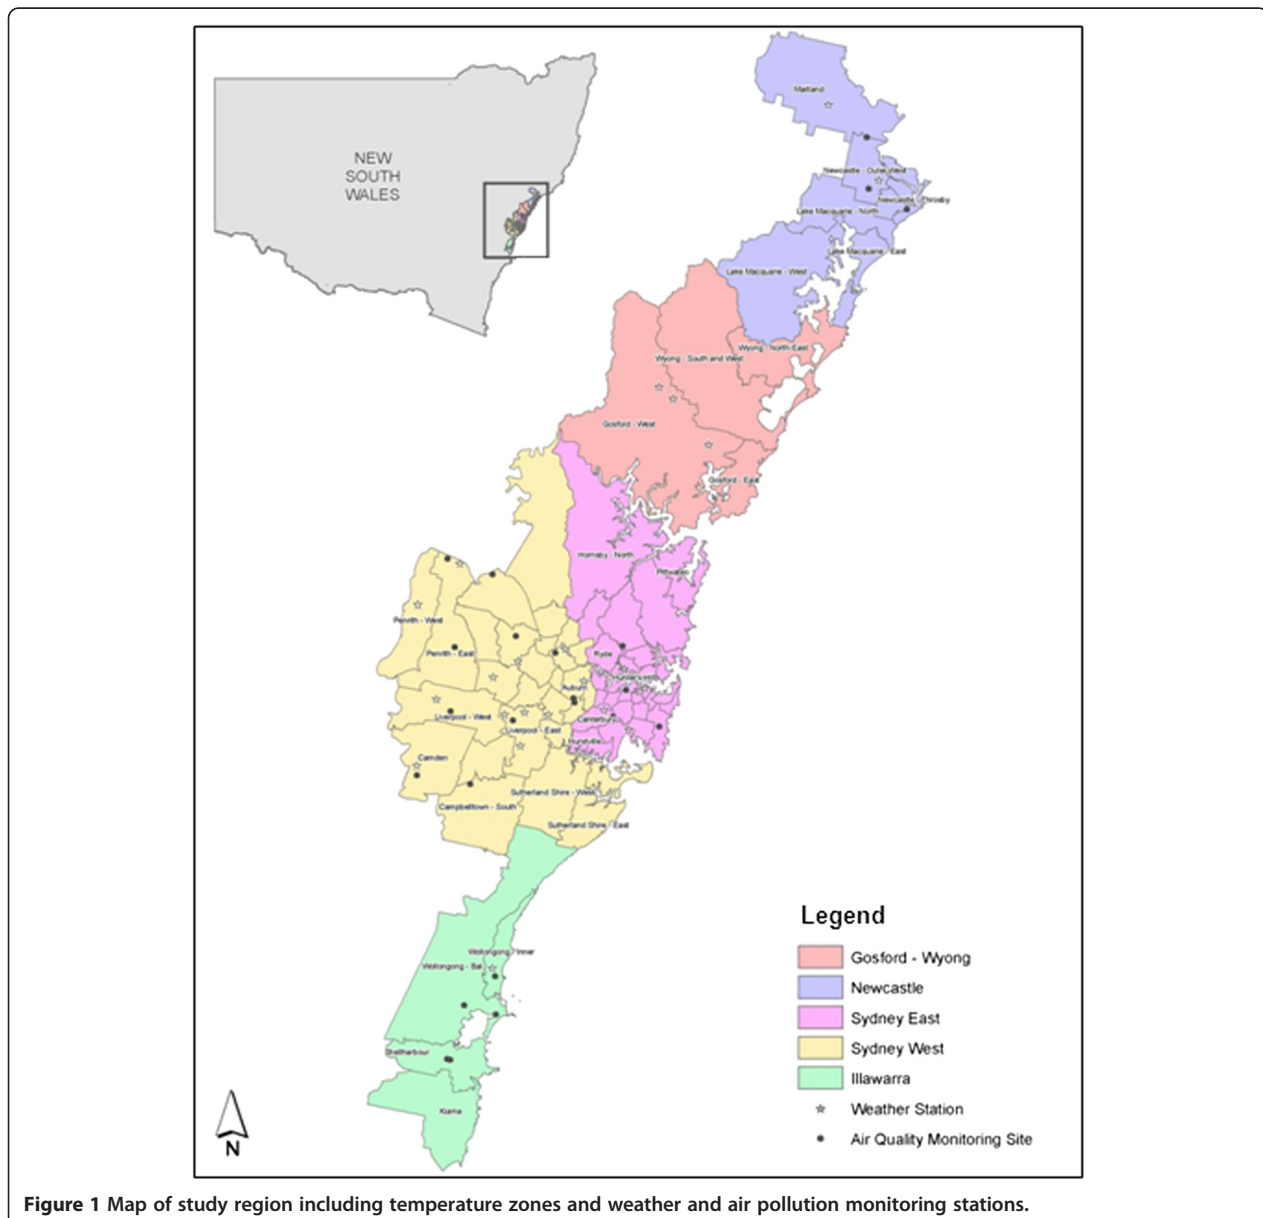 NEW
SOUTH
WALES
Maitland
Newcastle - Outer West
Newcastle - Throsby
Lake Macquarie - North
Lake Macquarie - East
Lake Macquarie - West
Wyong - North-East
Wyong - South and West
Gosford - West
Gosford - East
Hornsby - North
Pittwater
Penrith - West
Penrith - East
Ryde
Hunter's Hill
Auburn
Liverpool - West
Canterbury
Liverpool - East
Hurstville
Camden
Sutherland Shire - West
Campbelltown - South
Sutherland Shire - East
Wollongong - Inner
Wollongong - Bal
Shellharbour
Kiama
N
Legend
Gosford - Wyong
Newcastle
Sydney East
Sydney West
Illawarra
Weather Station
Air Quality Monitoring Site
Figure 1 Map of study region including temperature zones and weather and air pollution monitoring stations.